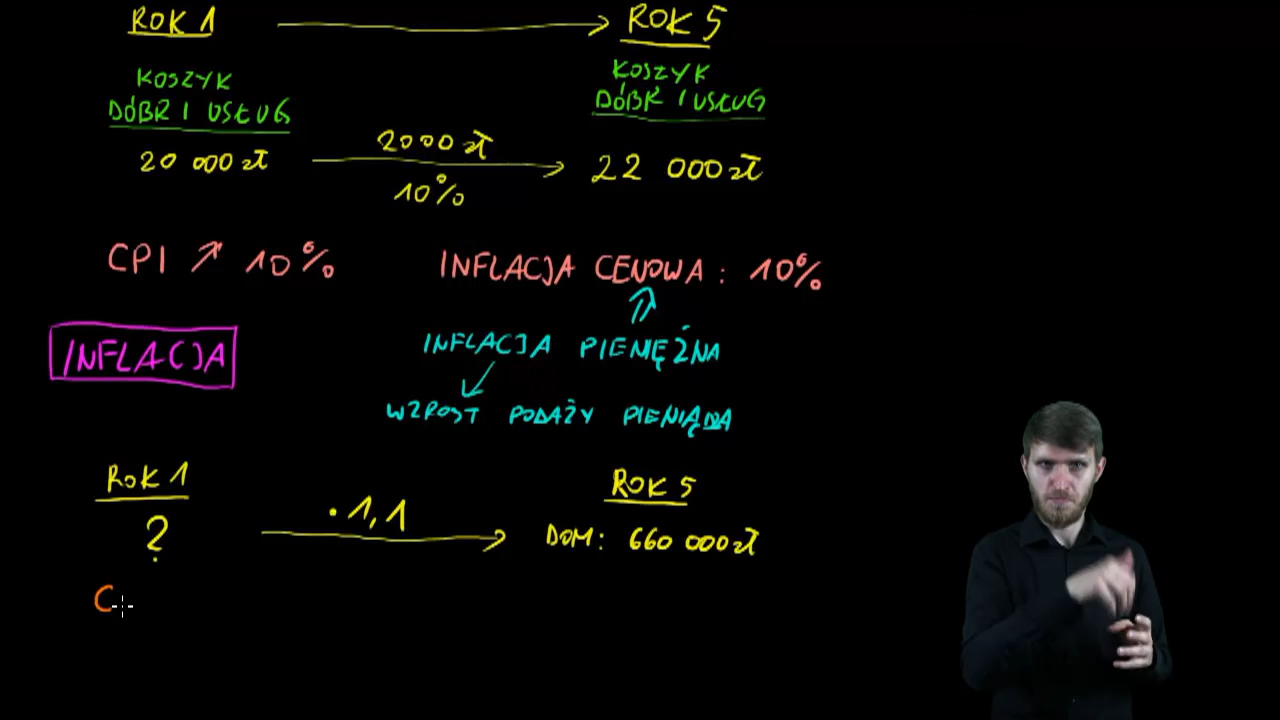 ROK 1 ROK 5
KOSZYK KOSZYK
DÓBR I USŁUG DÓBR I USŁUG
20 000 zł 2000 zł 22 000 zł
10%
CPI ↗ 10% INFLACJA CENOWA : 10%
INFLACJA INFLACJA PIENIĘŻNA
WZROST PODAŻY PIENIĄDZA
ROK 1 ROK 5
? · 1,1 DOM: 660 000 zł
C